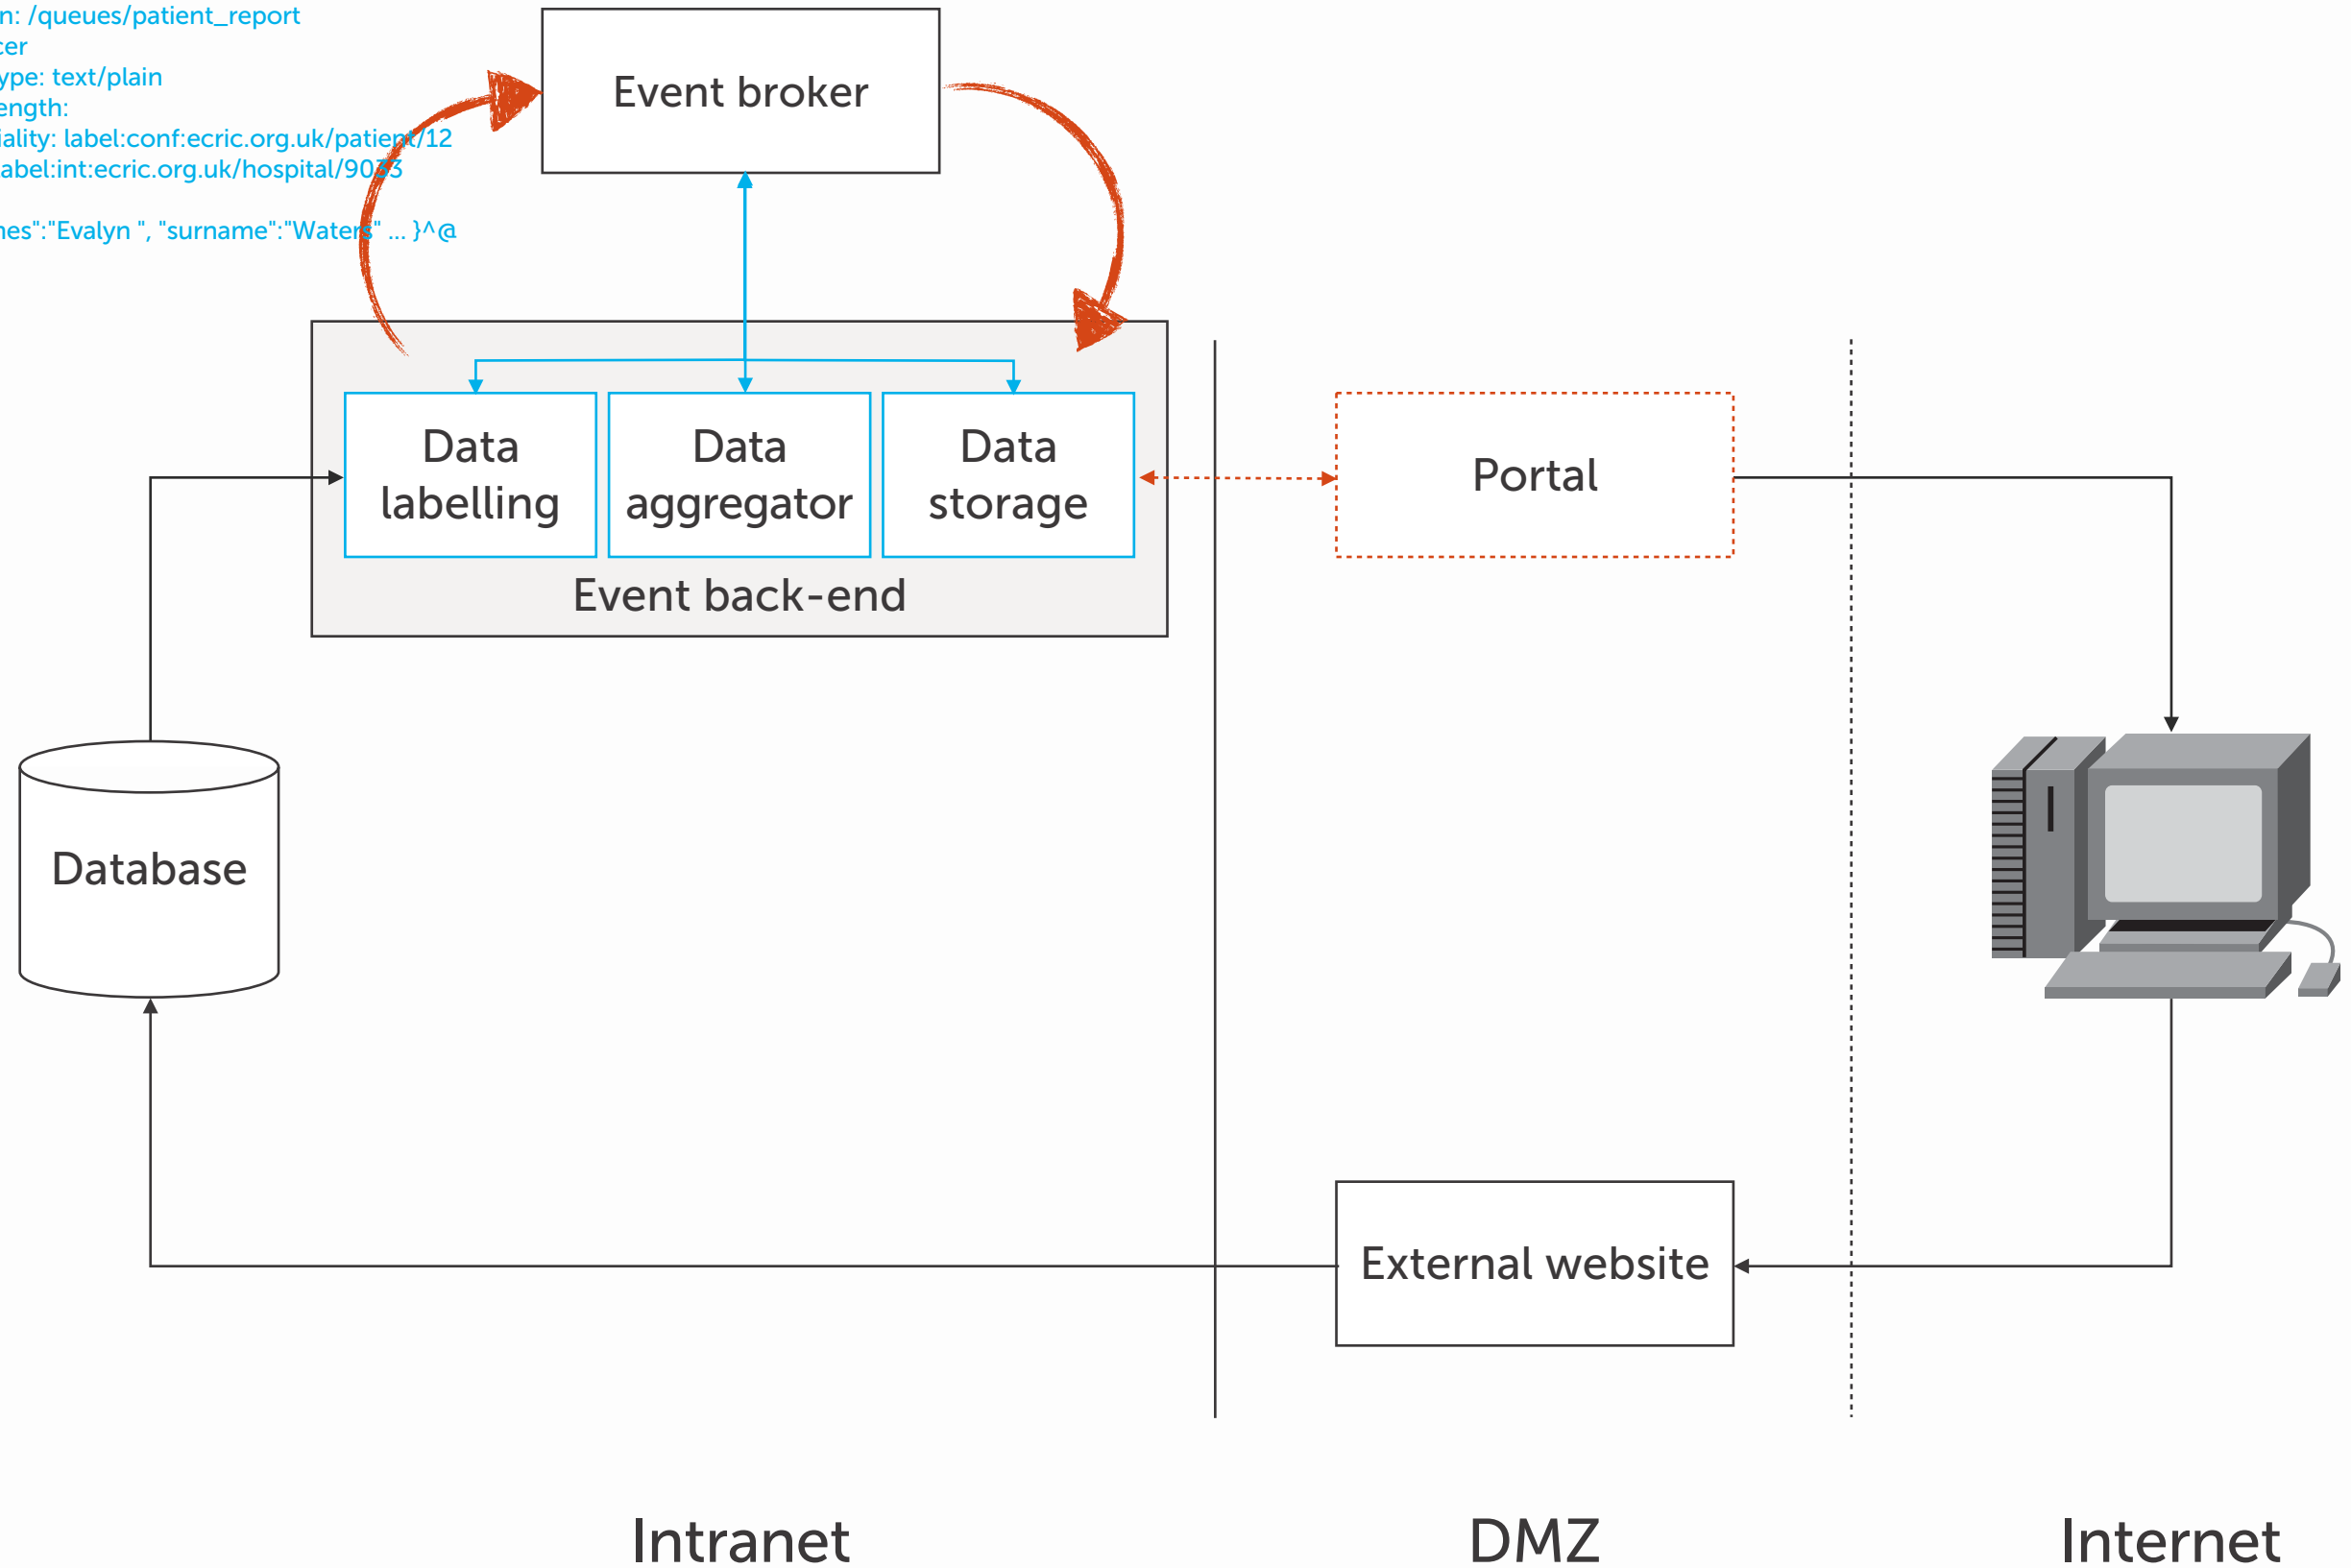 n: /queues/patient_report
cer
ype: text/plain
ength:
iality: label:conf:ecric.org.uk/patient/12
abel:int:ecric.org.uk/hospital/9033
nes":"Evalyn ", "surname":"Waters" ... }^@
Event broker
Data
labelling
Data
aggregator
Data
storage
Event back-end
Portal
Database
External website
Intranet
DMZ
Internet